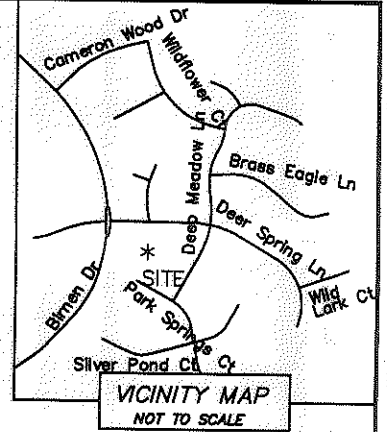 Cameron Wood Dr
Wildflower Ct
Deep Meadow Ln
Brass Eagle Ln
Deer Spring Ln
*
SITE
Birnen Dr
Wild
Lark Ct
Park Springs Ct
Silver Pond Ct
VICINITY MAP
NOT TO SCALE